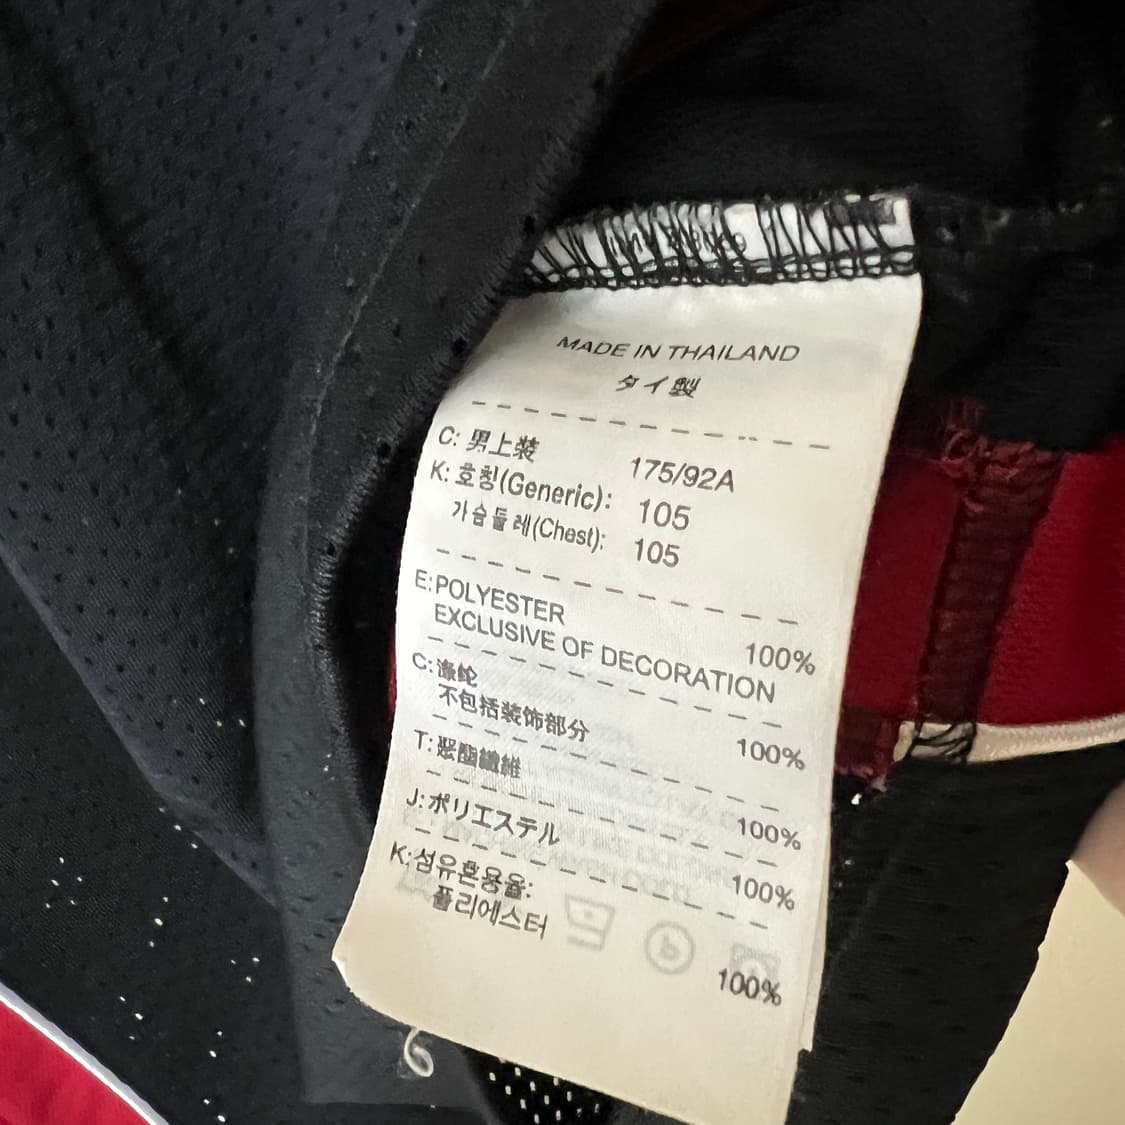 MADE IN THAILAND
タイ製
C: 男上装 175/92A
K: 호칭(Generic): 105
가슴둘레(Chest): 105
E: POLYESTER 100%
EXCLUSIVE OF DECORATION
C: 涤纶 100%
不包括装饰部分
T: 聚酯纖維 100%
J: ポリエステル 100%
K: 섬유혼용율:
폴리에스터 100%